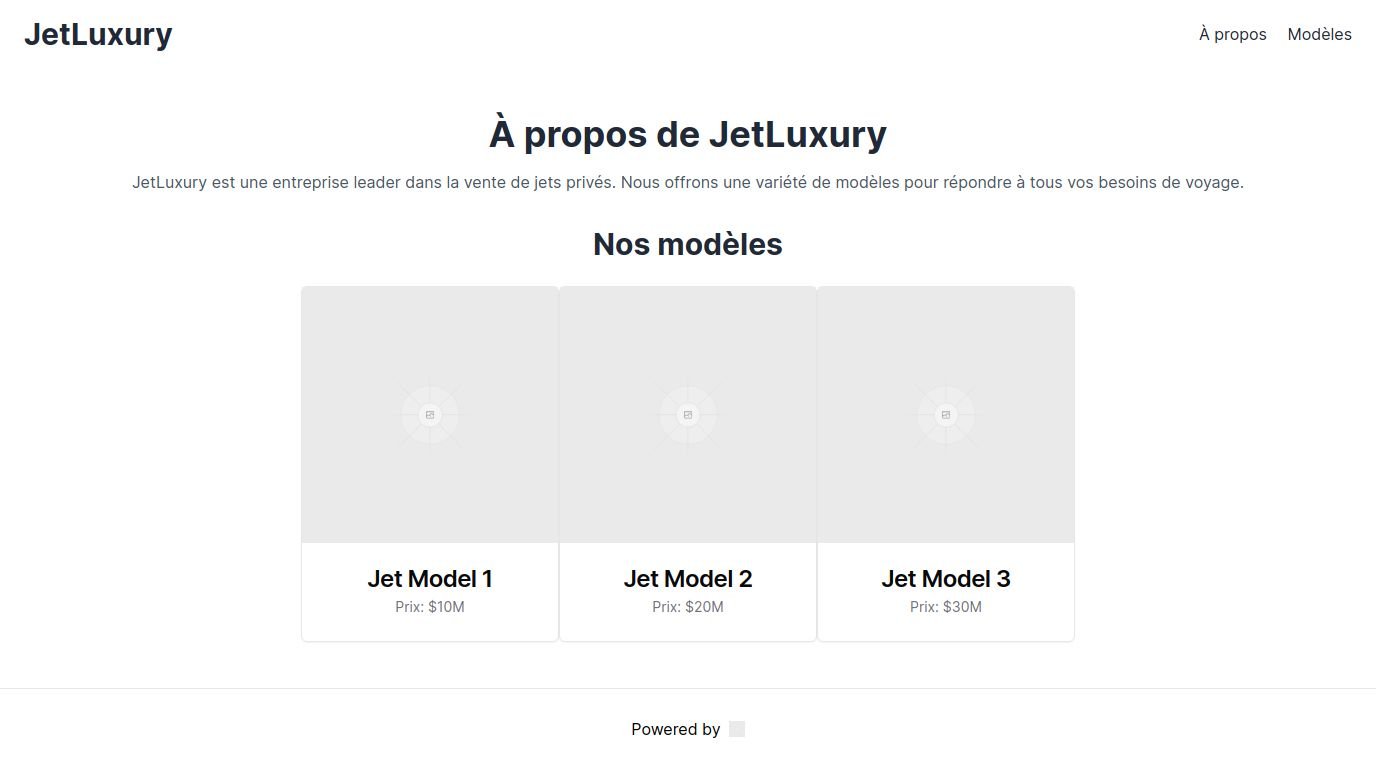 JetLuxury
À propos Modèles
À propos de JetLuxury
JetLuxury est une entreprise leader dans la vente de jets privés. Nous offrons une variété de modèles pour répondre à tous vos besoins de voyage.
Nos modèles
Jet Model 1
Prix: $10M
Jet Model 2
Prix: $20M
Jet Model 3
Prix: $30M
Powered by